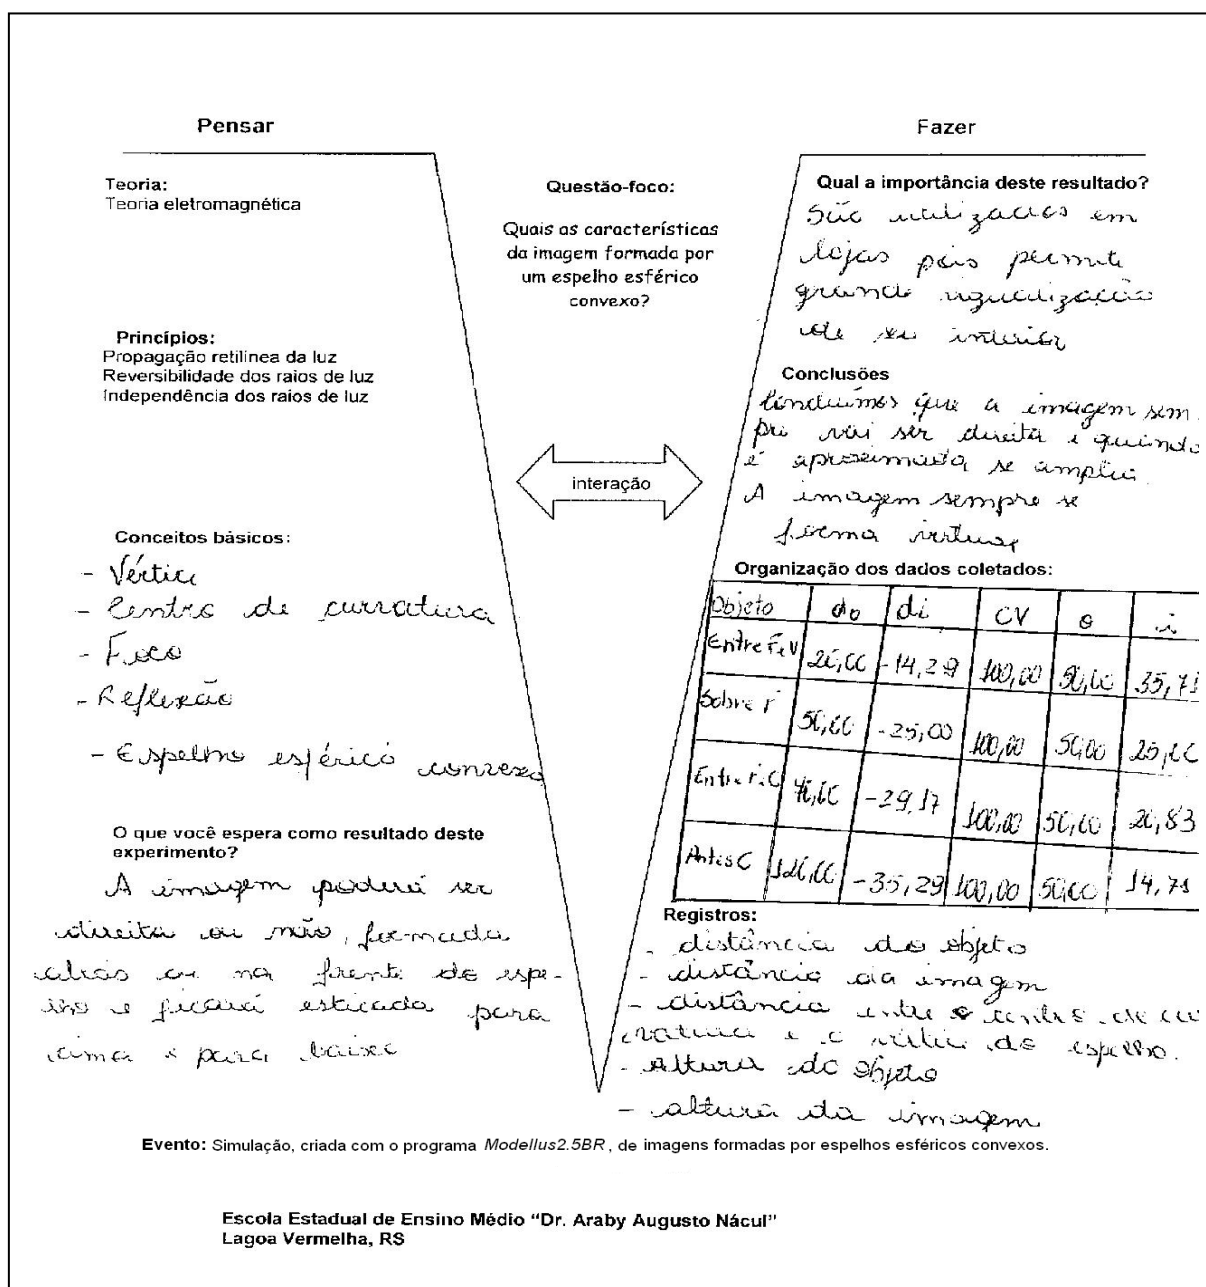 Pensar
Teoria:
Teoria eletromagnética
Princípios:
Propagação retilínea da luz
Reversibilidade dos raios de luz
Independência dos raios de luz
Conceitos básicos:
- Vértice
- Centro de curvatura
- Foco
- Reflexão
- Espelho esférico convexo
O que você espera como resultado deste
experimento?
A imagem poderá ser
direita ou não, formada
atrás ou na frente do espe-
lho e ficará esticada para
cima e para baixo
Questão-foco:
Quais as características
da imagem formada por
um espelho esférico
convexo?
interação
Fazer
Qual a importância deste resultado?
São utilizados em
lojas pois permite
grande vizualização
de seu interior
Conclusões
Concluímos que a imagem sem
pre vai ser direita e quando
é aproximada se amplia.
A imagem sempre se
forma virtual
Organização dos dados coletados:
Objeto do di CV o i
Entre F e V 20,00 -14,29 100,00 50,00 35,71
Sobre F 50,00 -25,00 100,00 50,00 25,00
Entre F e C 70,00 -29,17 100,00 50,00 20,83
Antes C 120,00 -35,29 100,00 50,00 14,71
Registros:
- distância do objeto
- distância da imagem
- distância entre o centro de cur
vatura e o vértice do espelho.
- Altura do objeto
- altura da imagem
Evento: Simulação, criada com o programa Modellus2.5BR, de imagens formadas por espelhos esféricos convexos.
Escola Estadual de Ensino Médio “Dr. Araby Augusto Nácul”
Lagoa Vermelha, RS